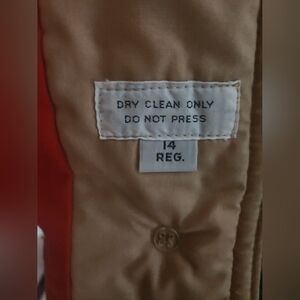 DRY CLEAN ONLY
DO NOT PRESS
14
REG.